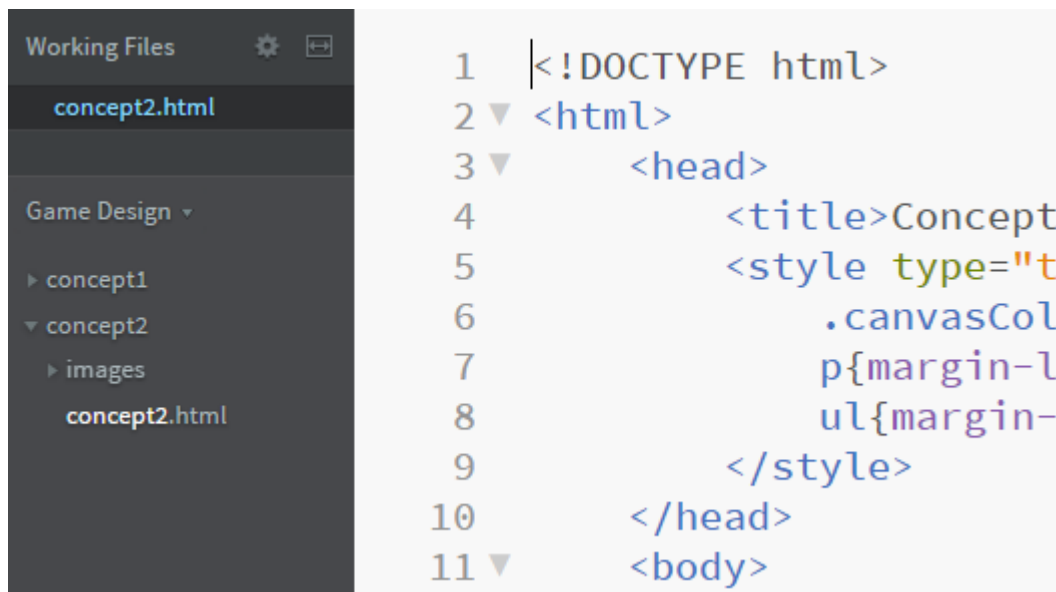 Working Files
concept2.html
Game Design
concept1
concept2
images
concept2.html
1 <!DOCTYPE html>
2 <html>
3 <head>
4 <title>Concept
5 <style type="t
6 .canvasCol
7 p{margin-l
8 ul{margin-
9 </style>
10 </head>
11 <body>